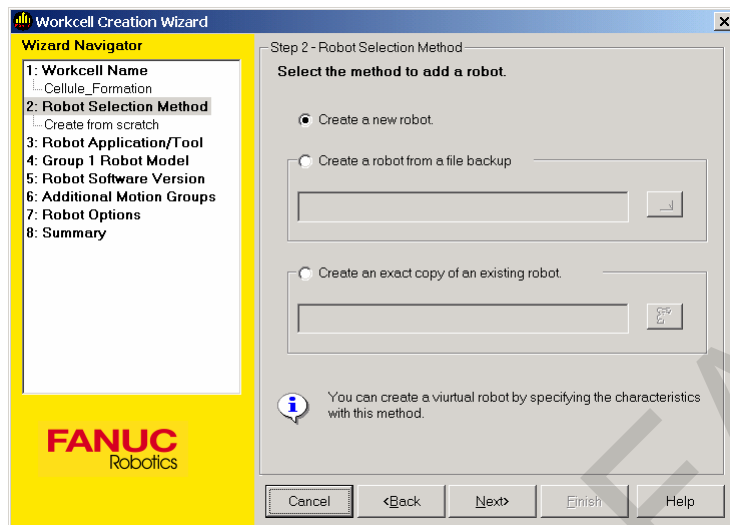 Workcell Creation Wizard
Wizard Navigator
1: Workcell Name
Cellule_Formation
2: Robot Selection Method
Create from scratch
3: Robot Application/Tool
4: Group 1 Robot Model
5: Robot Software Version
6: Additional Motion Groups
7: Robot Options
8: Summary
FANUC
Robotics
Step 2 - Robot Selection Method
Select the method to add a robot.
Create a new robot.
Create a robot from a file backup
Create an exact copy of an existing robot.
You can create a viurtual robot by specifying the characteristics
with this method.
Cancel <Back Next> Finish Help